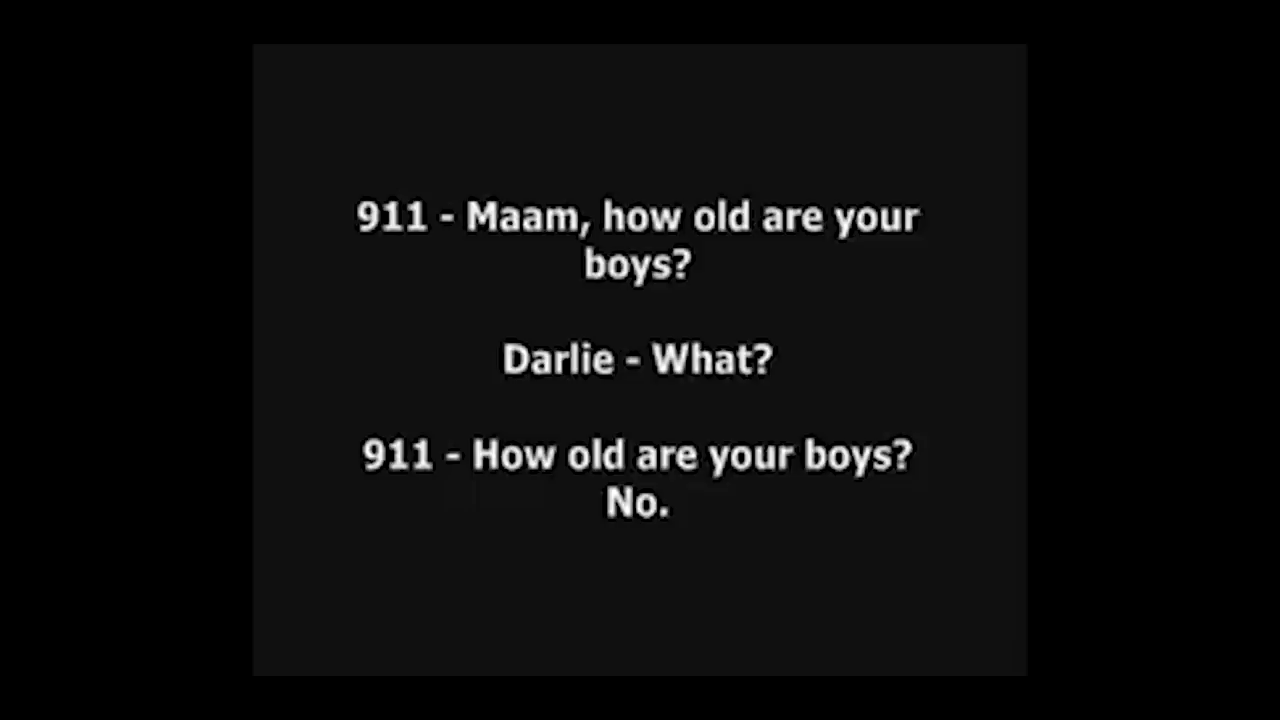 911 - Maam, how old are your
boys?
Darlie - What?
911 - How old are your boys?
No.